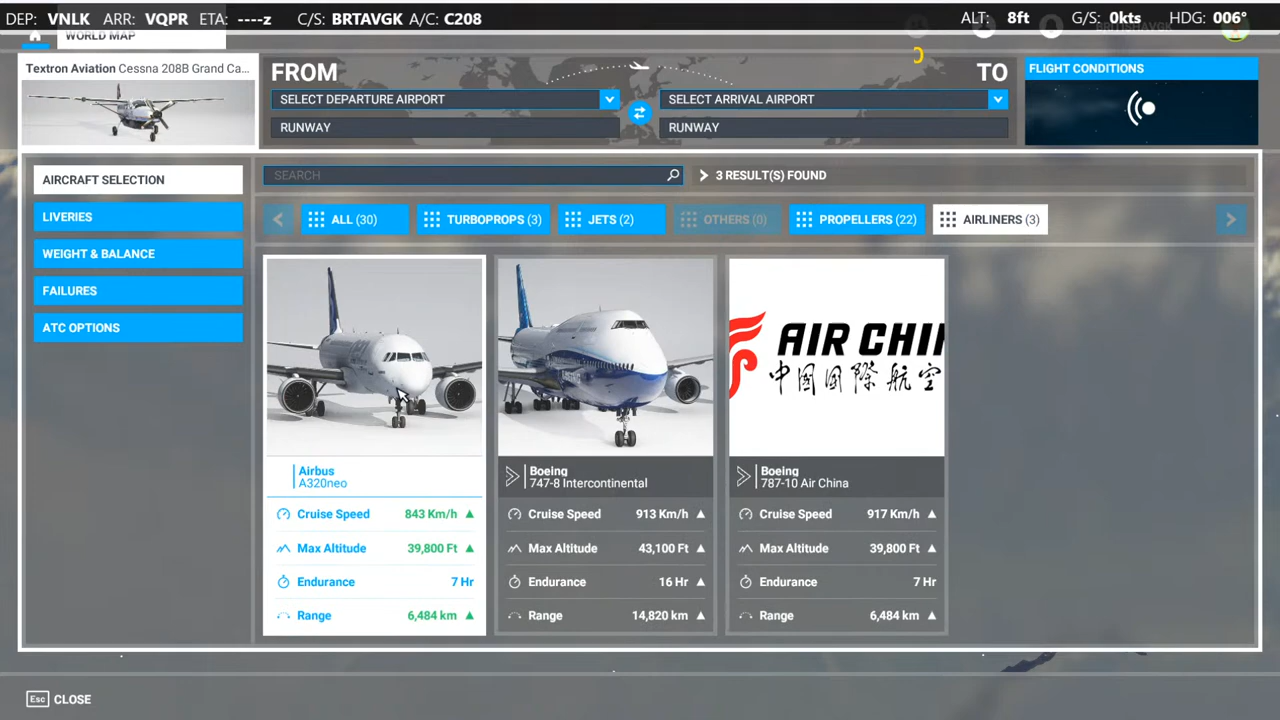 DEP: VNLK ARR: VQPR ETA: ----z C/S: BRTAVGK A/C: C208 ALT: 8ft G/S: 0kts HDG: 006°
WORLD MAP
BRITISHAVGK
Textron Aviation Cessna 208B Grand Ca...
FROM
TO
FLIGHT CONDITIONS
SELECT DEPARTURE AIRPORT
SELECT ARRIVAL AIRPORT
RUNWAY
RUNWAY
AIRCRAFT SELECTION
LIVERIES
WEIGHT & BALANCE
FAILURES
ATC OPTIONS
SEARCH
3 RESULT(S) FOUND
ALL (30)
TURBOPROPS (3)
JETS (2)
OTHERS (0)
PROPELLERS (22)
AIRLINERS (3)
Airbus
A320neo
Cruise Speed 843 Km/h
Max Altitude 39,800 Ft
Endurance 7 Hr
Range 6,484 km
Boeing
747-8 Intercontinental
Cruise Speed 913 Km/h
Max Altitude 43,100 Ft
Endurance 16 Hr
Range 14,820 km
AIR CHI
中国国際航空
Boeing
787-10 Air China
Cruise Speed 917 Km/h
Max Altitude 39,800 Ft
Endurance 7 Hr
Range 6,484 km
Esc CLOSE